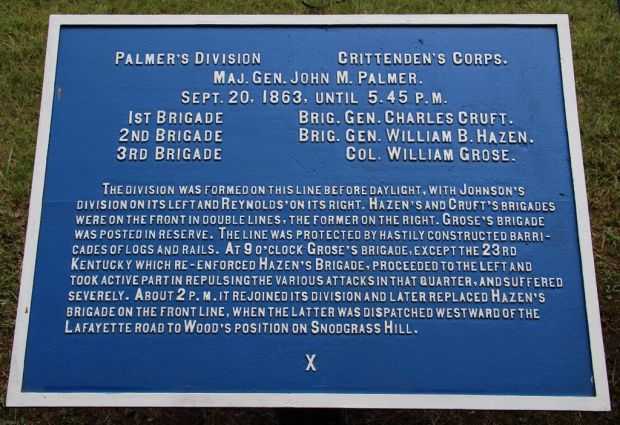 PALMER'S DIVISION CRITTENDEN'S CORPS.
MAJ. GEN. JOHN M. PALMER.
SEPT. 20, 1863, UNTIL 5.45 P.M.
1ST BRIGADE BRIG. GEN. CHARLES CRUFT.
2ND BRIGADE BRIG. GEN. WILLIAM B. HAZEN.
3RD BRIGADE COL. WILLIAM GROSE.
THE DIVISION WAS FORMED ON THIS LINE BEFORE DAYLIGHT, WITH JOHNSON'S
DIVISION ON ITS LEFT AND REYNOLDS' ON ITS RIGHT. HAZEN'S AND CRUFT'S BRIGADES
WERE ON THE FRONT IN DOUBLE LINES, THE FORMER ON THE RIGHT. GROSE'S BRIGADE
WAS POSTED IN RESERVE. THE LINE WAS PROTECTED BY HASTILY CONSTRUCTED BARRI-
CADES OF LOGS AND RAILS. AT 9 O'CLOCK GROSE'S BRIGADE, EXCEPT THE 23RD
KENTUCKY WHICH RE-ENFORCED HAZEN'S BRIGADE, PROCEEDED TO THE LEFT AND
TOOK ACTIVE PART IN REPULSING THE VARIOUS ATTACKS IN THAT QUARTER, AND SUFFERED
SEVERELY. ABOUT 2 P.M. IT REJOINED ITS DIVISION AND LATER REPLACED HAZEN'S
BRIGADE ON THE FRONT LINE, WHEN THE LATTER WAS DISPATCHED WESTWARD OF THE
LAFAYETTE ROAD TO WOOD'S POSITION ON SNODGRASS HILL.
X